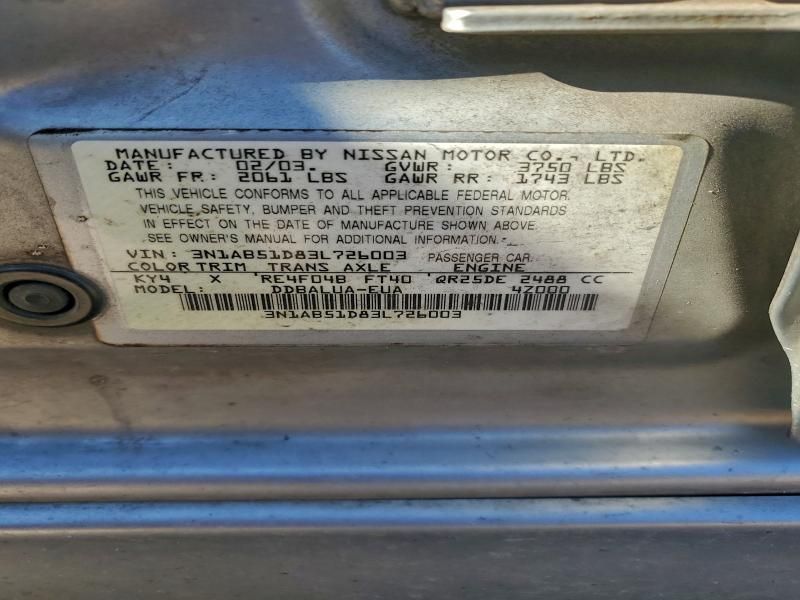 MANUFACTURED BY NISSAN MOTOR CO., LTD.
DATE: 02/03 GVWR: 3750 LBS
GAWR FR: 2061 LBS GAWR RR: 1743 LBS
THIS VEHICLE CONFORMS TO ALL APPLICABLE FEDERAL MOTOR
VEHICLE SAFETY, BUMPER AND THEFT PREVENTION STANDARDS
IN EFFECT ON THE DATE OF MANUFACTURE SHOWN ABOVE.
SEE OWNER'S MANUAL FOR ADDITIONAL INFORMATION.
VIN: 3N1AB51D83L726003 PASSENGER CAR
COLOR TRIM TRANS AXLE ENGINE
KY4 X RE4F04B FT40 QR25DE 2488 CC
MODEL: DDBALUA-EUA 4Z000
3N1AB51D83L726003